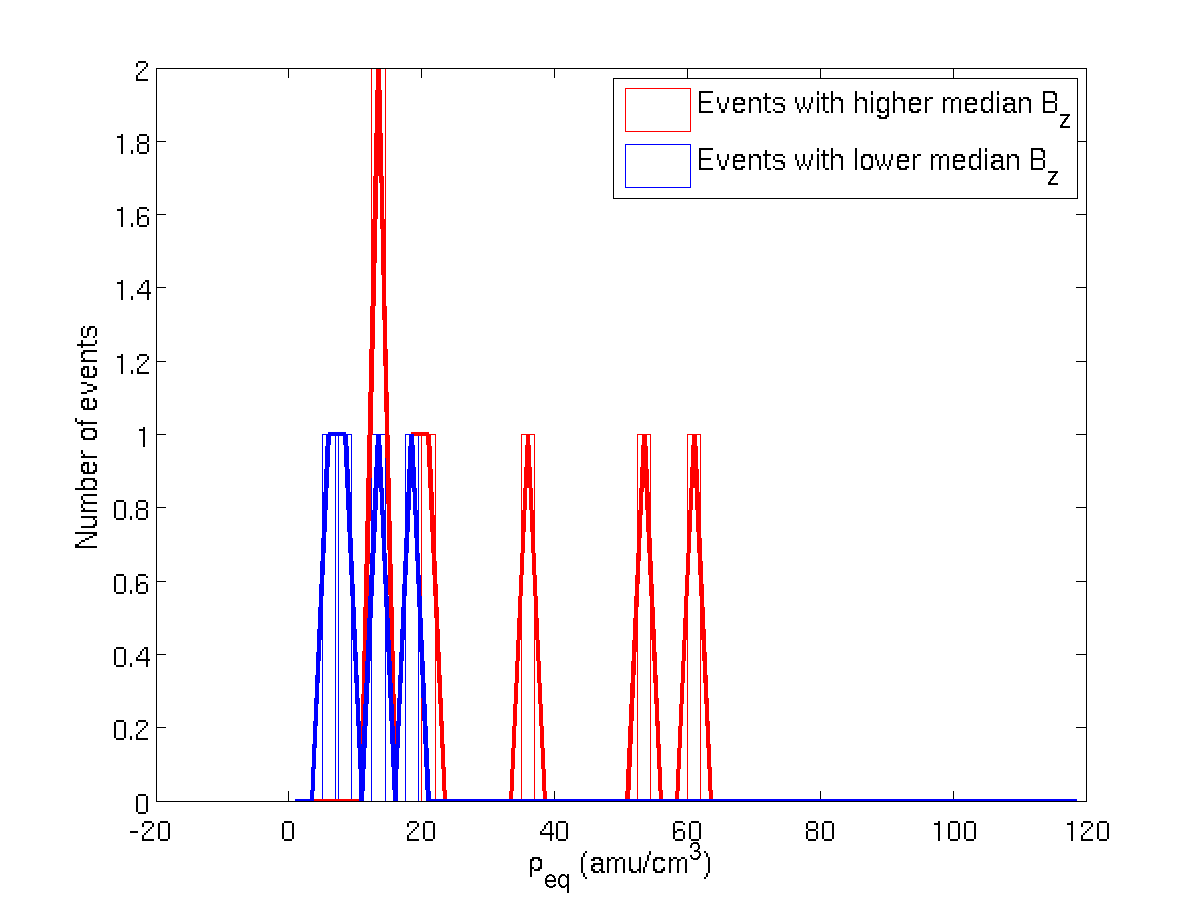 2
1.8
1.6
1.4
1.2
1
0.8
0.6
0.4
0.2
0
Number of events
Events with higher median B_z
Events with lower median B_z
-20 0 20 40 60 80 100 120
p_eq (amu/cm^3)